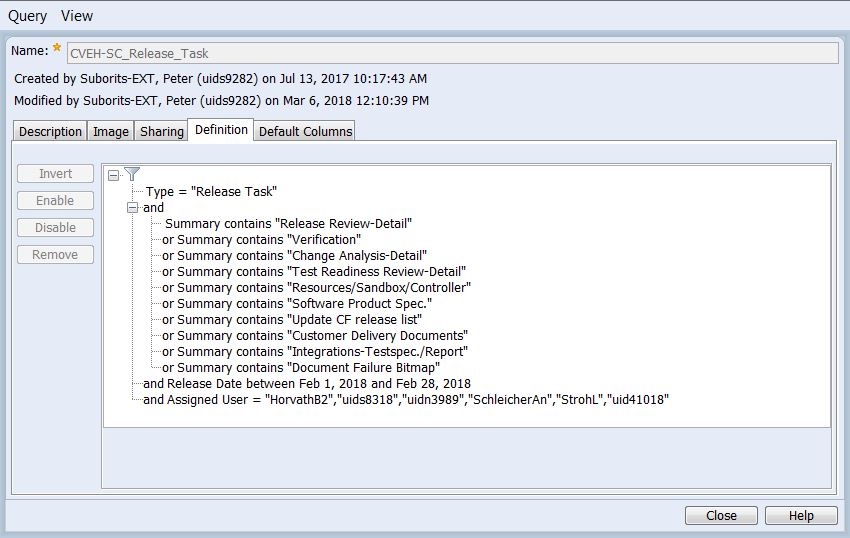 Query View
Name: CVEH-SC_Release_Task
Created by Suborits-EXT, Peter (uids9282) on Jul 13, 2017 10:17:43 AM
Modified by Suborits-EXT, Peter (uids9282) on Mar 6, 2018 12:10:39 PM
Description Image Sharing Definition Default Columns
Invert
Enable
Disable
Remove
Type = "Release Task"
and
Summary contains "Release Review-Detail"
or Summary contains "Verification"
or Summary contains "Change Analysis-Detail"
or Summary contains "Test Readiness Review-Detail"
or Summary contains "Resources/Sandbox/Controller"
or Summary contains "Software Product Spec."
or Summary contains "Update CF release list"
or Summary contains "Customer Delivery Documents"
or Summary contains "Integrations-Testspec./Report"
or Summary contains "Document Failure Bitmap"
and Release Date between Feb 1, 2018 and Feb 28, 2018
and Assigned User = "HorvathB2","uids8318","uidn3989","SchleicherAn","StrohL","uid41018"
Close Help